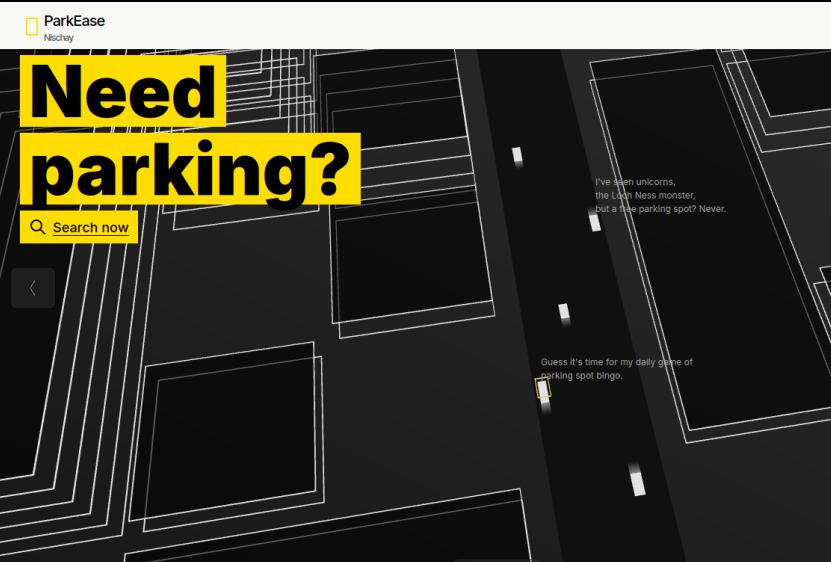 ParkEase
Nischay
Need
parking?
Search now
I've seen unicorns,
the Loch Ness monster,
but a free parking spot? Never.
Guess it's time for my daily game of
parking spot bingo.